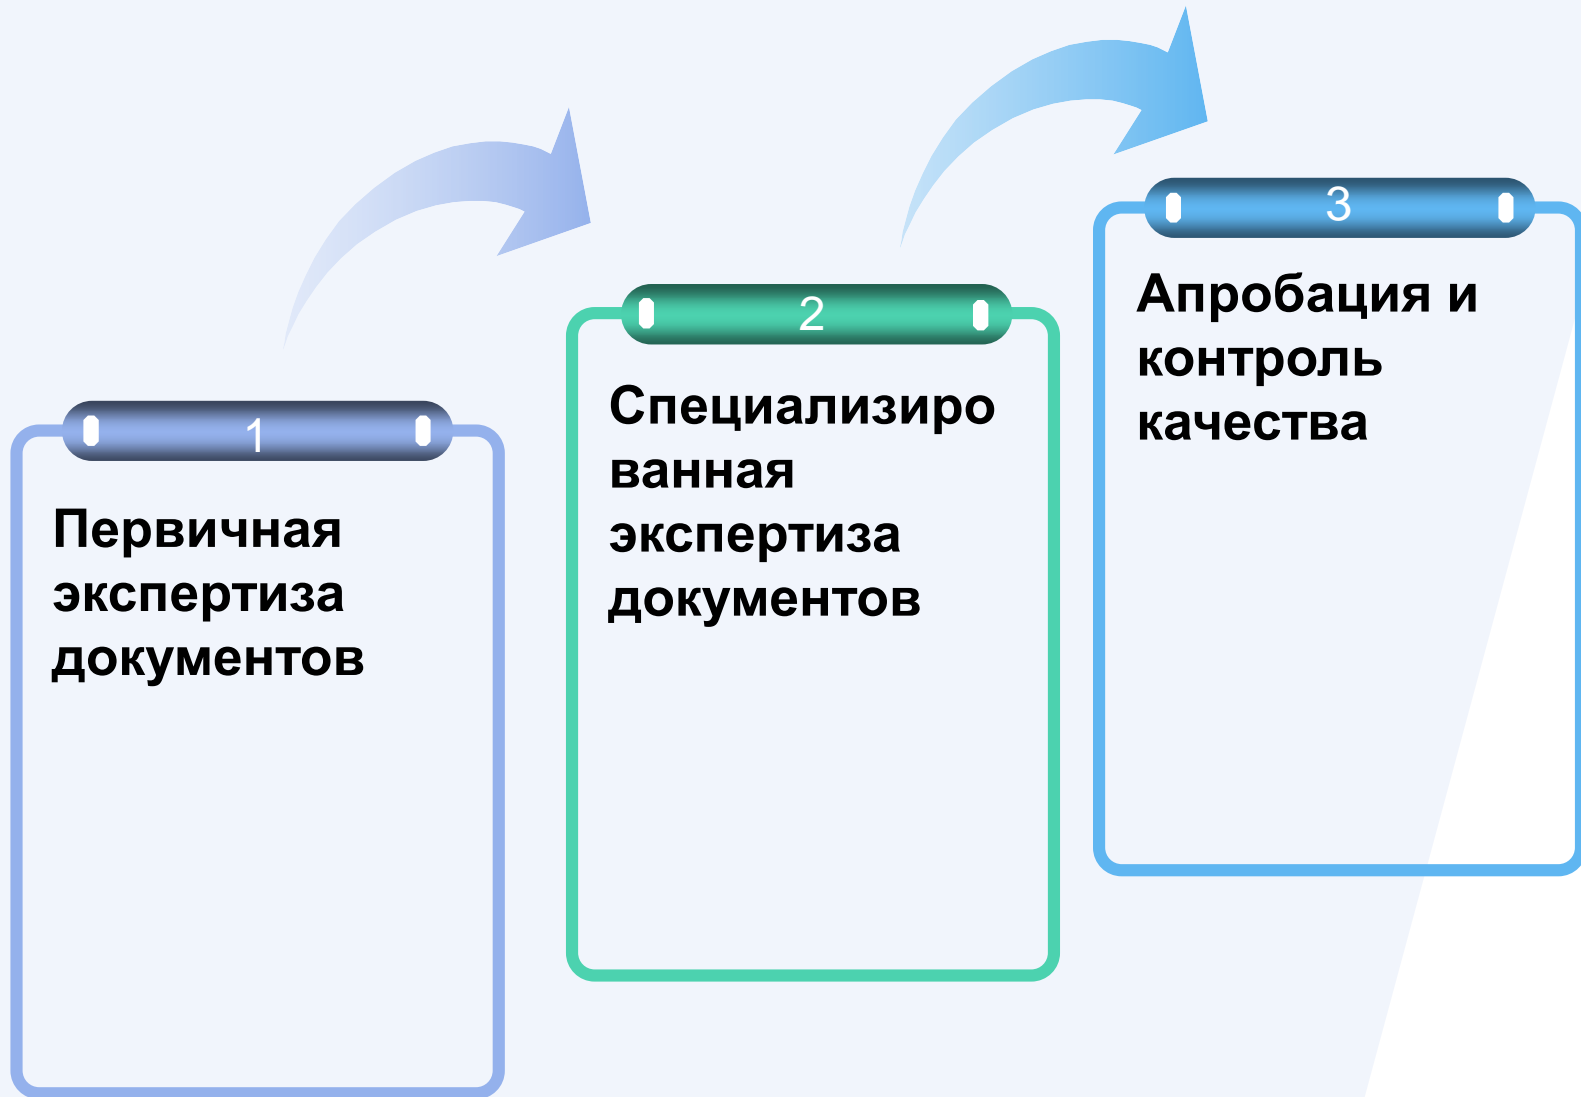 1
Первичная
экспертиза
документов
2
Специализиро
ванная
экспертиза
документов
3
Апробация и
контроль
качества